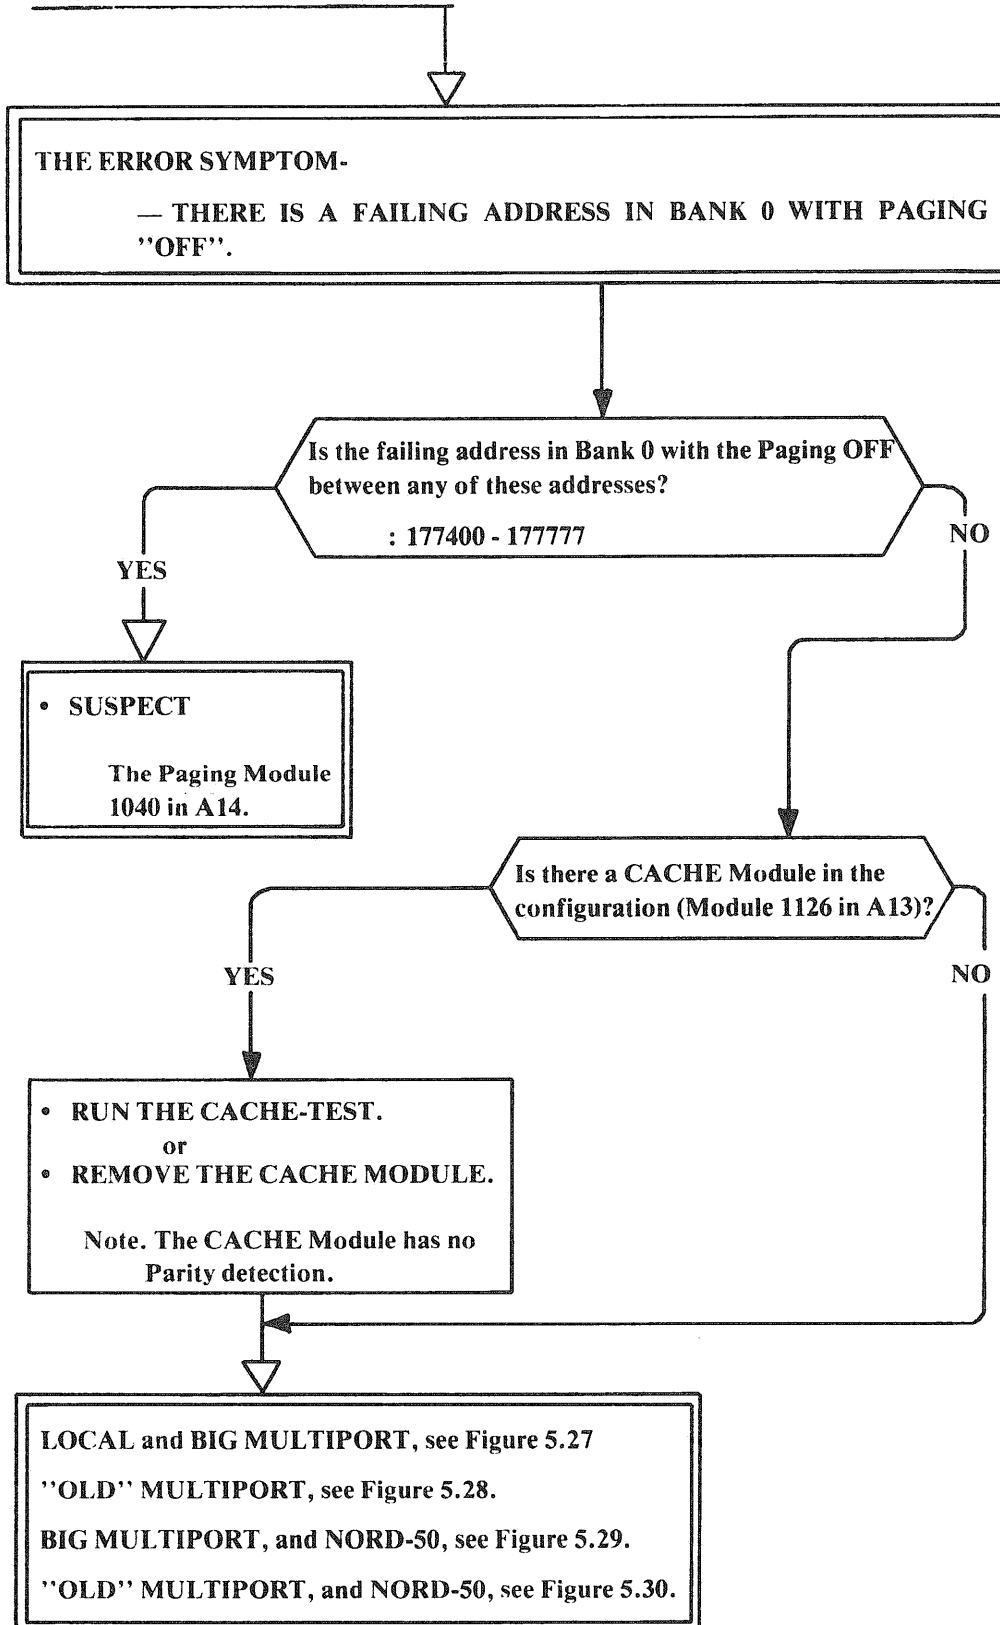 THE ERROR SYMPTOM-
— THERE IS A FAILING ADDRESS IN BANK 0 WITH PAGING
”OFF”.
Is the failing address in Bank 0 with the Paging OFF
between any of these addresses?
: 177400 - 177777
NO
YES
• SUSPECT
The Paging Module
1040 in A14.
Is there a CACHE Module in the
configuration (Module 1126 in A13)?
YES
NO
• RUN THE CACHE-TEST.
or
• REMOVE THE CACHE MODULE.
Note. The CACHE Module has no
Parity detection.
LOCAL and BIG MULTIPORT, see Figure 5.27
”OLD” MULTIPORT, see Figure 5.28.
BIG MULTIPORT, and NORD-50, see Figure 5.29.
”OLD” MULTIPORT, and NORD-50, see Figure 5.30.